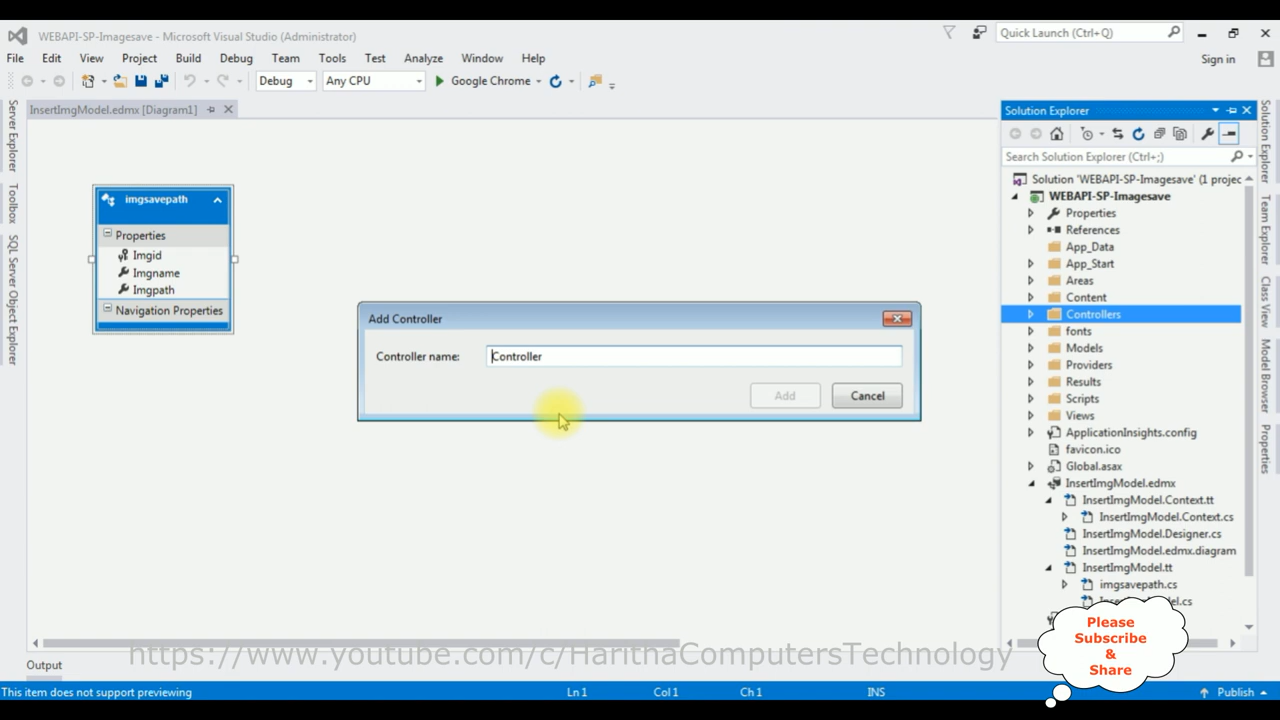 WEBAPI-SP-Imagesave - Microsoft Visual Studio (Administrator)
Quick Launch (Ctrl+Q)
File Edit View Project Build Debug Team Tools Test Analyze Window Help
Sign in
Debug Any CPU Google Chrome
InsertImgModel.edmx [Diagram1]
Server Explorer
Toolbox
SQL Server Object Explorer
imgsavepath
Properties
Imgid
Imgname
Imgpath
Navigation Properties
Add Controller
Controller name: Controller
Add Cancel
Solution Explorer
Search Solution Explorer (Ctrl+;)
Solution 'WEBAPI-SP-Imagesave' (1 projec
WEBAPI-SP-Imagesave
Properties
References
App_Data
App_Start
Areas
Content
Controllers
fonts
Models
Providers
Results
Scripts
Views
ApplicationInsights.config
favicon.ico
Global.asax
InsertImgModel.edmx
InsertImgModel.Context.tt
InsertImgModel.Context.cs
InsertImgModel.Designer.cs
InsertImgModel.edmx.diagram
InsertImgModel.tt
imgsavepath.cs
Solution Explorer
Team Explorer
Class View
Model Browser
Properties
Please
Subscribe
&
Share
https://www.youtube.com/c/HarithaComputersTechnology
Output
This item does not support previewing Ln 1 Col 1 Ch 1 INS Publish